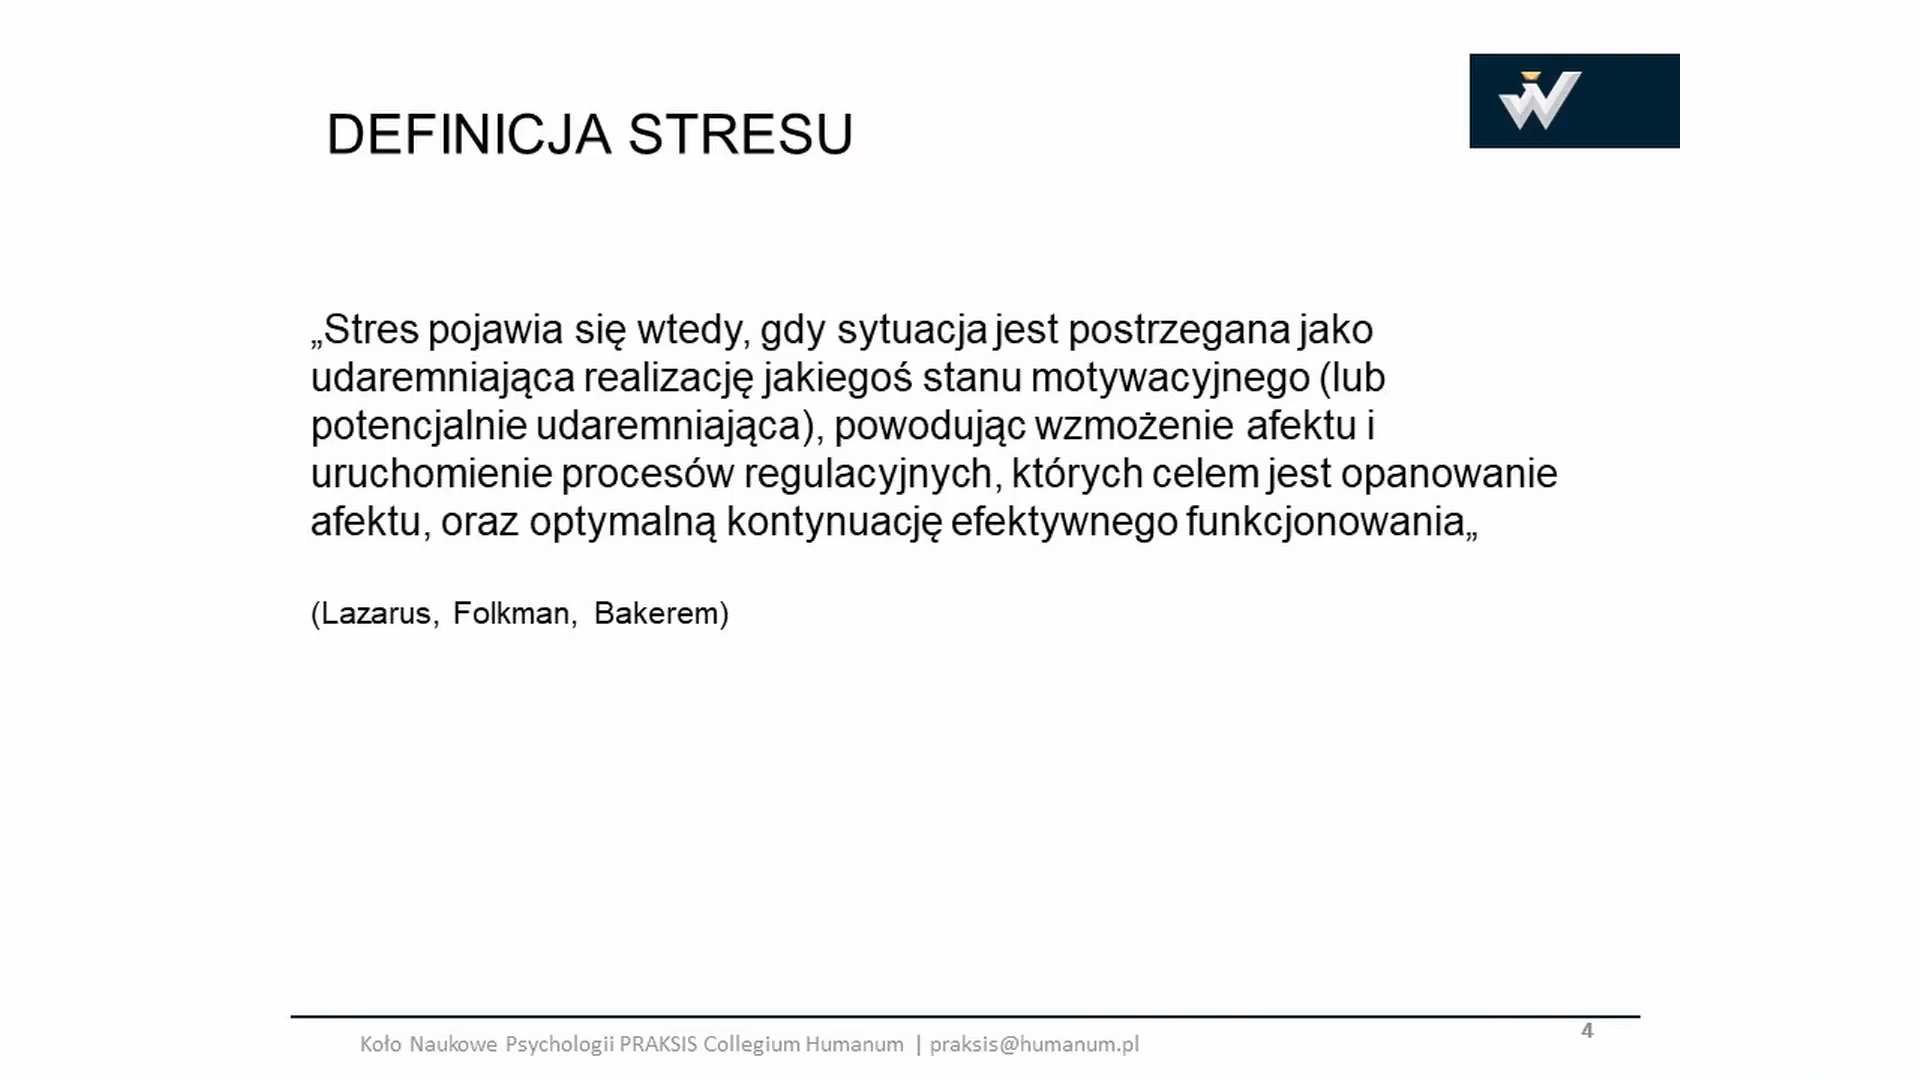 DEFINICJA STRESU
„Stres pojawia się wtedy, gdy sytuacja jest postrzegana jako
udaremniająca realizację jakiegoś stanu motywacyjnego (lub
potencjalnie udaremniająca), powodując wzmożenie afektu i
uruchomienie procesów regulacyjnych, których celem jest opanowanie
afektu, oraz optymalną kontynuację efektywnego funkcjonowania„
(Lazarus, Folkman, Bakerem)
Koło Naukowe Psychologii PRAKSIS Collegium Humanum | praksis@humanum.pl
4